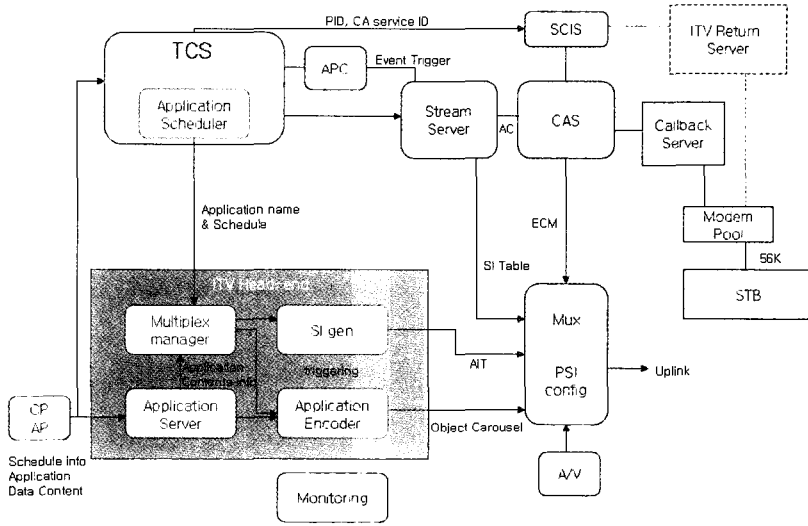 PID, CA service ID
SCIS
ITV Return
Server
TCS
APC
Event Trigger
Application
Scheduler
Stream
Server
AC
CAS
Callback
Server
Application name
& Schedule
ECM
Modem
Pool
56K
SI Table
STB
ITV Head-end
Multiplex
manager
SI gen
Mux
Application
Contents info
triggering
AIT
PSI
config
Uplink
CP
AP
Application
Server
Application
Encoder
Object Carousel
Schedule info
Application
Data Content
A/V
Monitoring